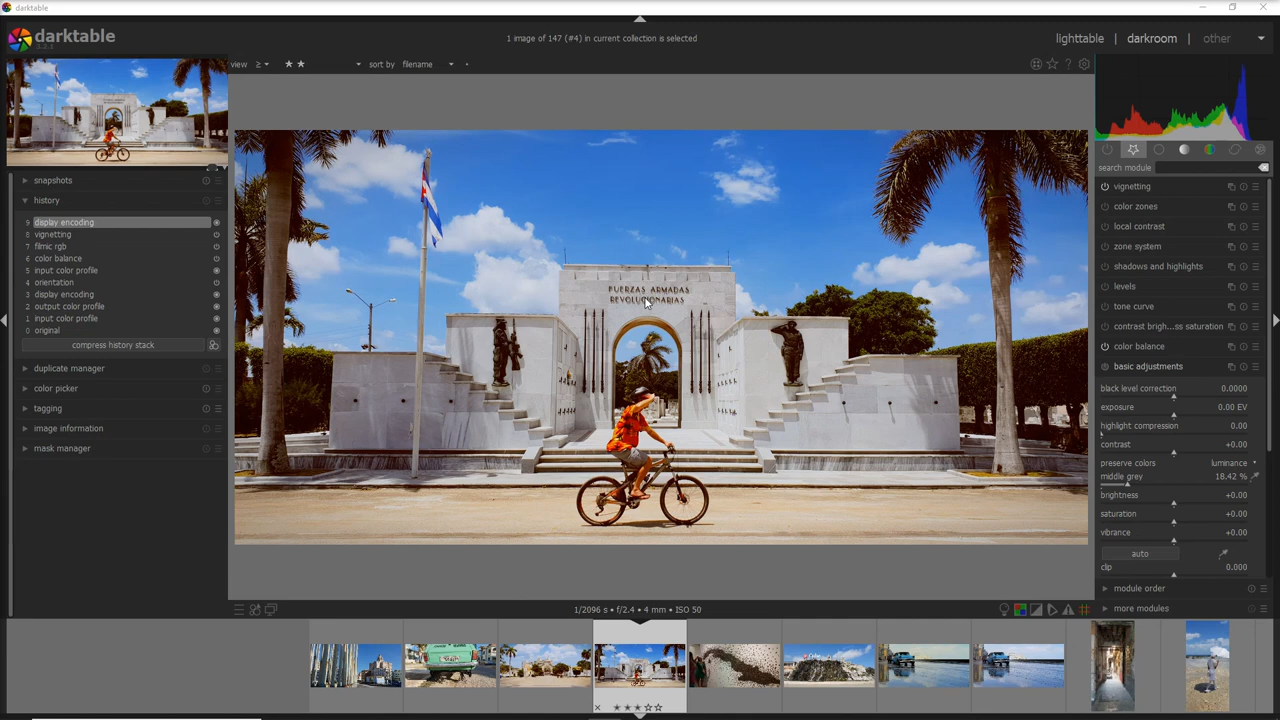 darktable
darktable
3.2.1
1 image of 147 (#4) in current collection is selected
lighttable | darkroom | other
view ≥ ★ ★ sort by filename
snapshots
history
9 display encoding
8 vignetting
7 filmic rgb
6 color balance
5 input color profile
4 orientation
3 display encoding
2 output color profile
1 input color profile
0 original
compress history stack
duplicate manager
color picker
tagging
image information
mask manager
FUERZAS ARMADAS
REVOLUCIONARIAS
1/2096 s • f/2.4 • 4 mm • ISO 50
search module
vignetting
color zones
local contrast
zone system
shadows and highlights
levels
tone curve
contrast brigh...ss saturation
color balance
basic adjustments
black level correction 0.0000
exposure 0.00 EV
highlight compression 0.00
contrast +0.00
preserve colors luminance
middle grey 18.42 %
brightness +0.00
saturation +0.00
vibrance +0.00
auto
clip 0.000
module order
more modules